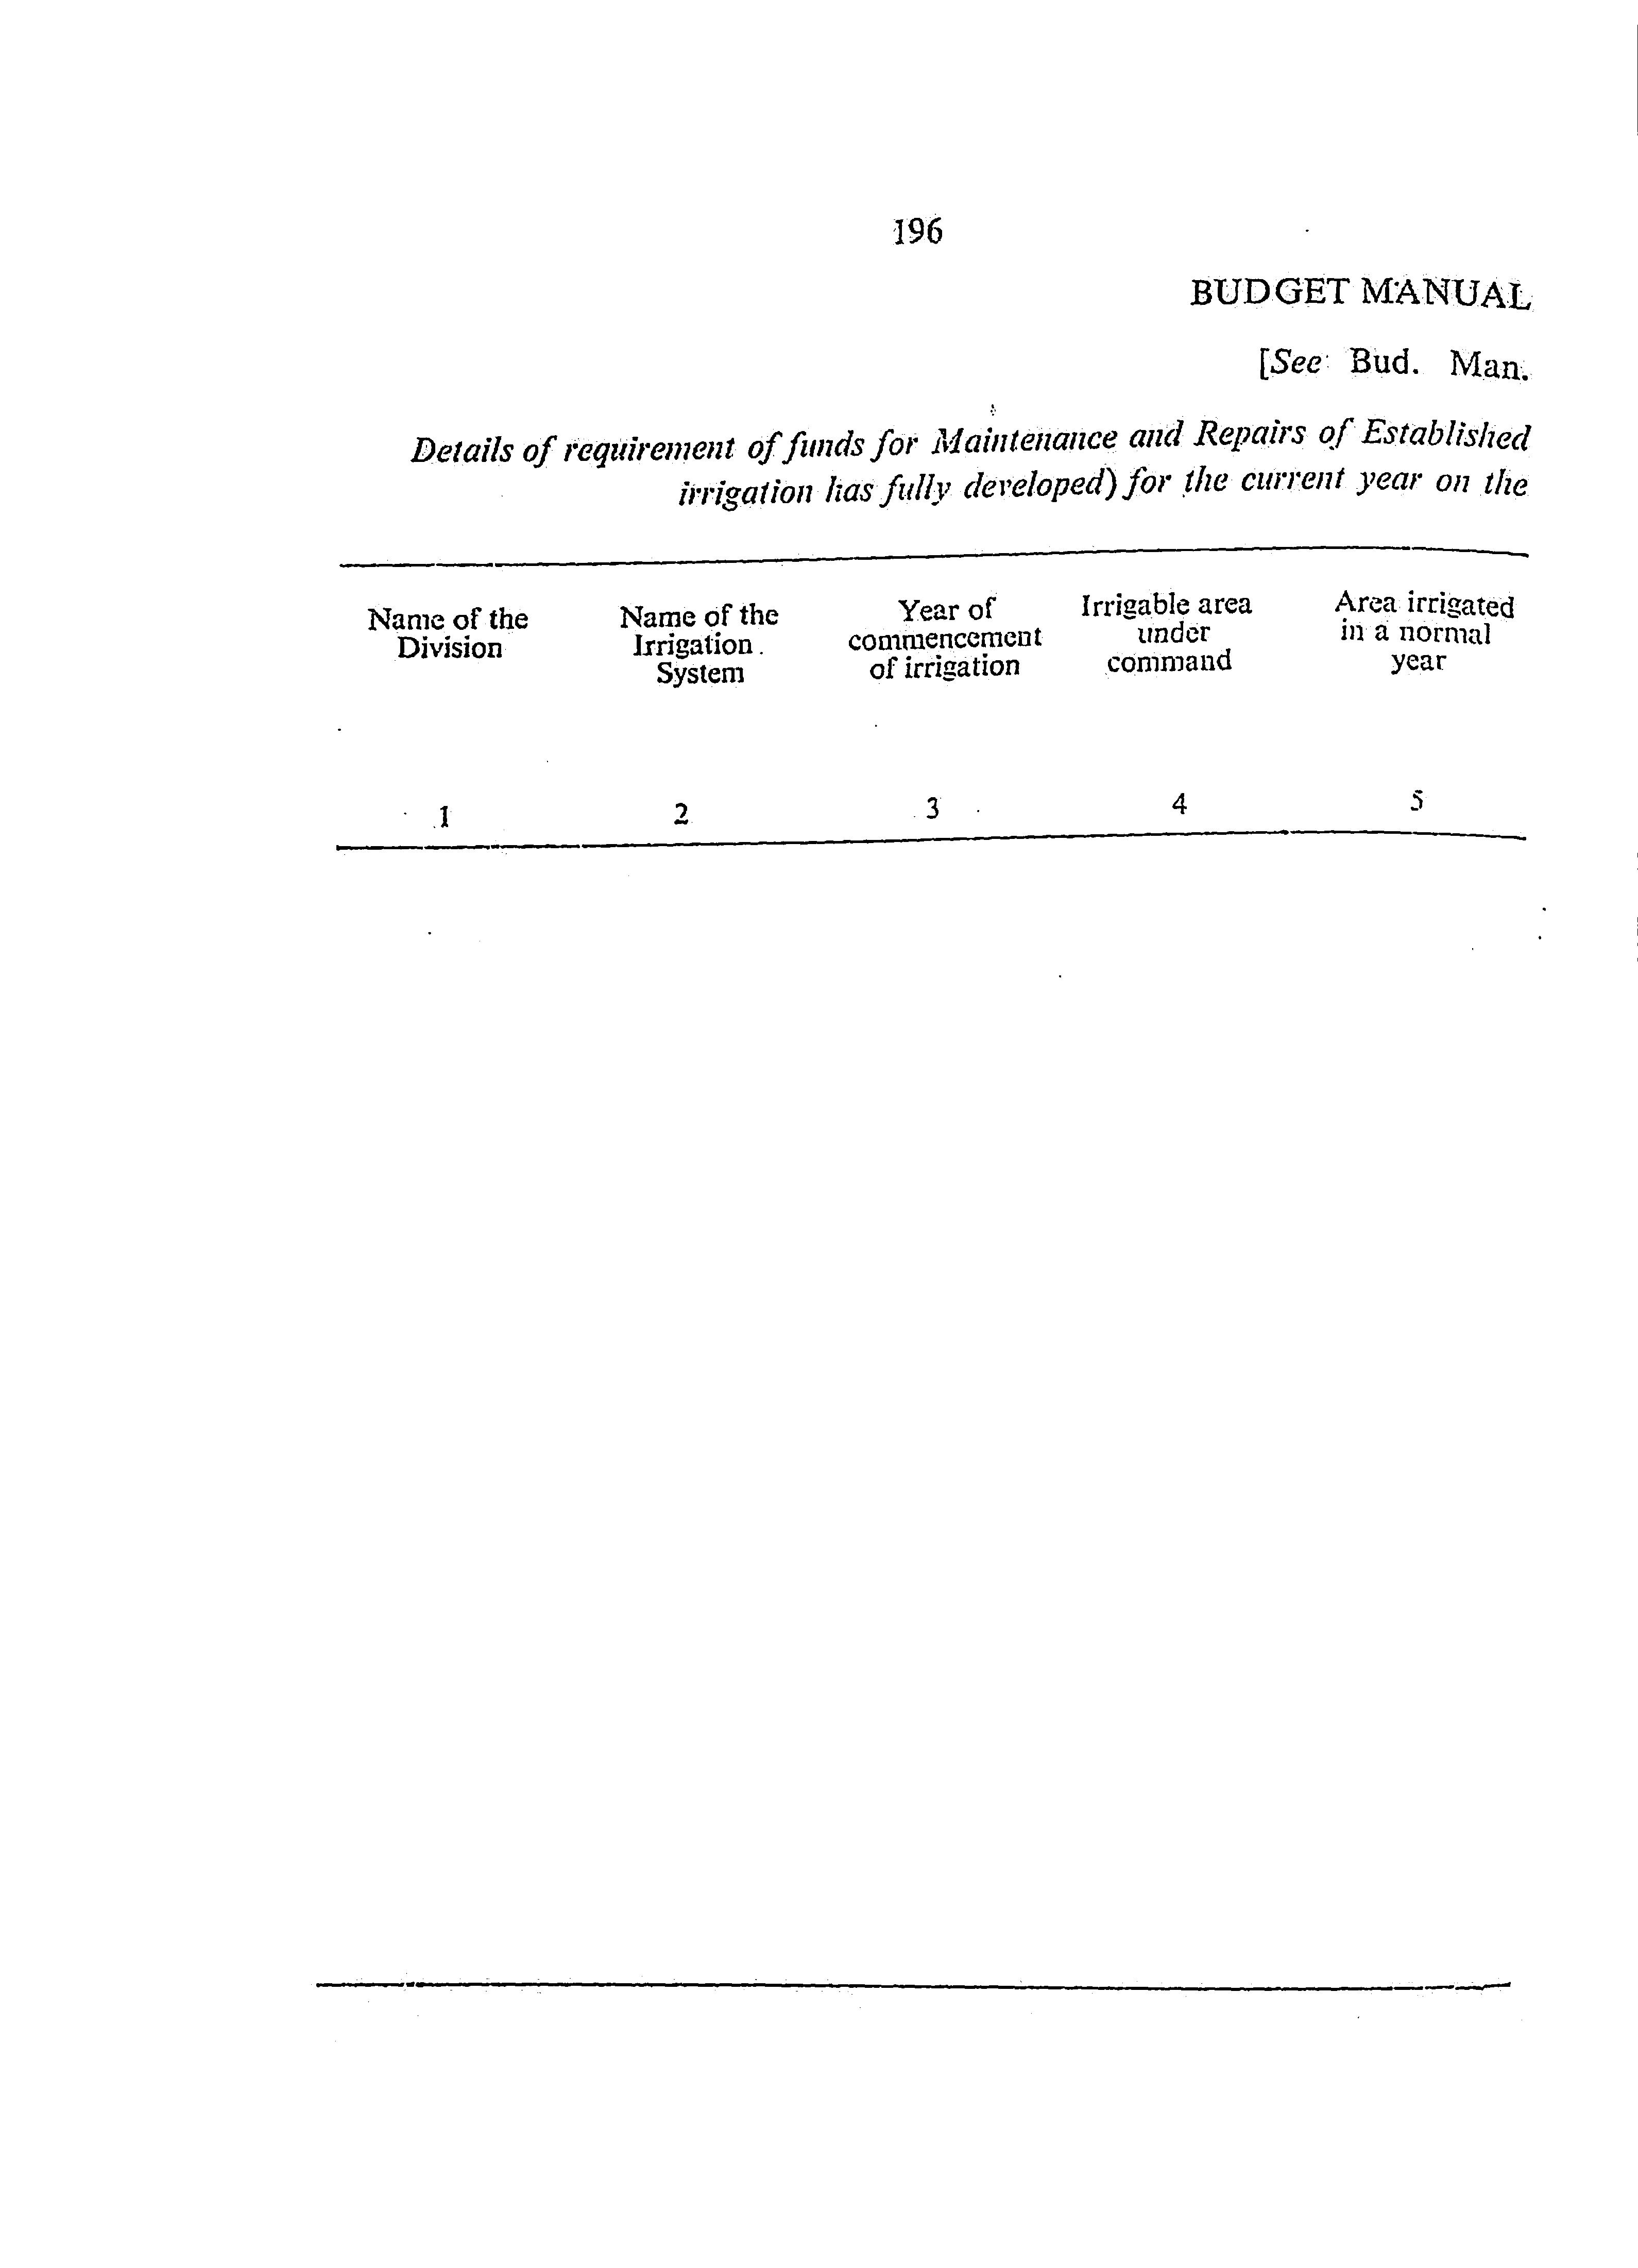 196
BUDGET MANUAL
[See Bud. Man.
Details of requirement of funds for Maintenance and Repairs of Established
irrigation has fully developed) for the current year on the
Name of the Division
Name of the Irrigation System
Year of commencement of irrigation
Irrigable area under command
Area irrigated in a normal year
1 2 3 4 5